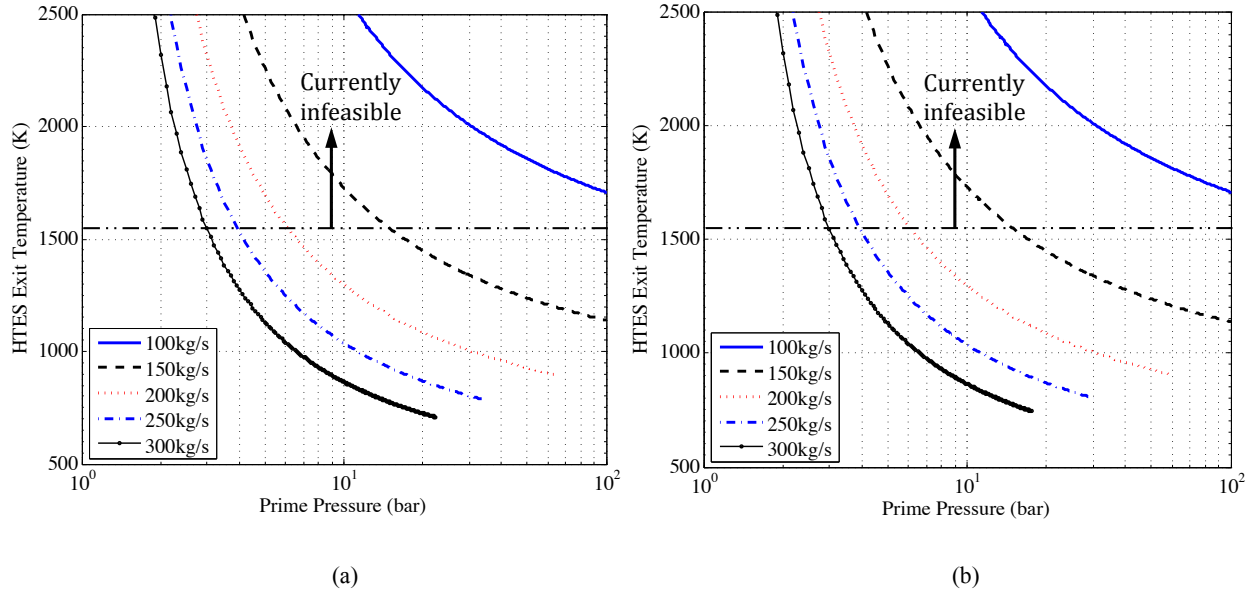 2500
2000
1500
1000
500
HTES Exit Temperature (K)
Currently
infeasible
100kg/s
150kg/s
200kg/s
250kg/s
300kg/s
10^0
10^1
10^2
Prime Pressure (bar)
(a)
2500
2000
1500
1000
500
HTES Exit Temperature (K)
Currently
infeasible
100kg/s
150kg/s
200kg/s
250kg/s
300kg/s
10^0
10^1
10^2
Prime Pressure (bar)
(b)